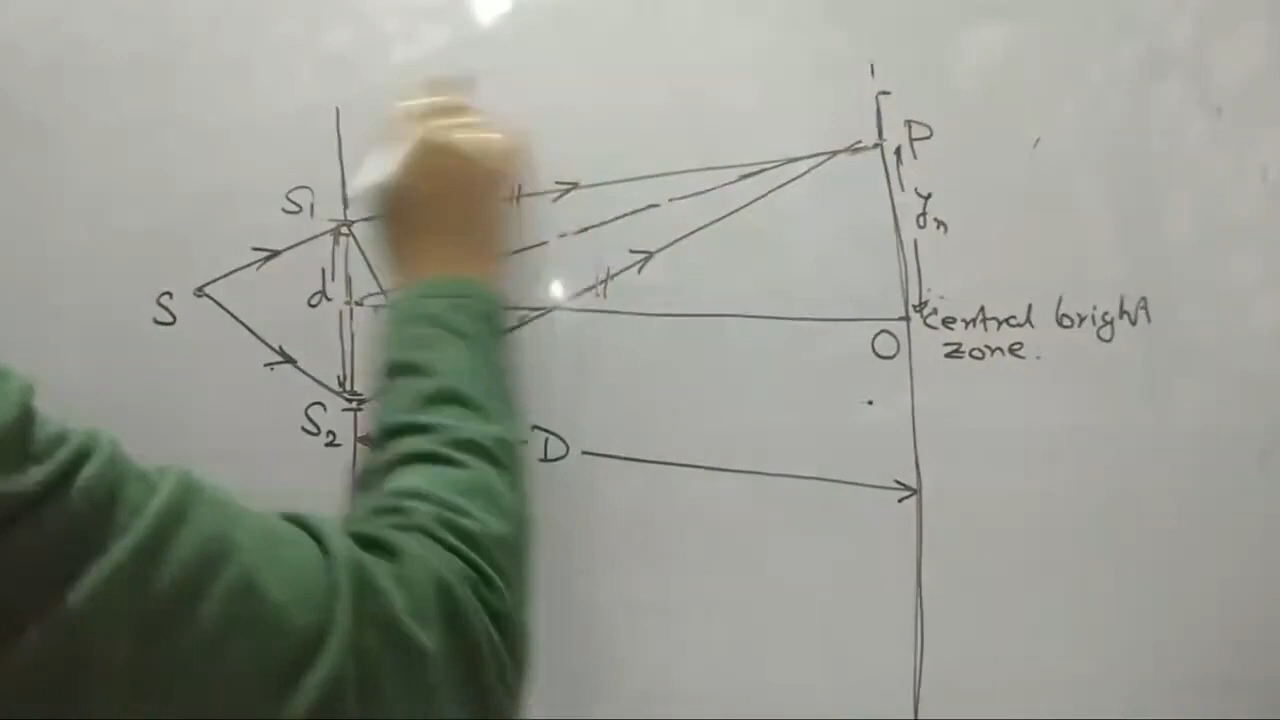 P
S₁
yₙ
d
S
Central bright
zone.
O
S₂
D